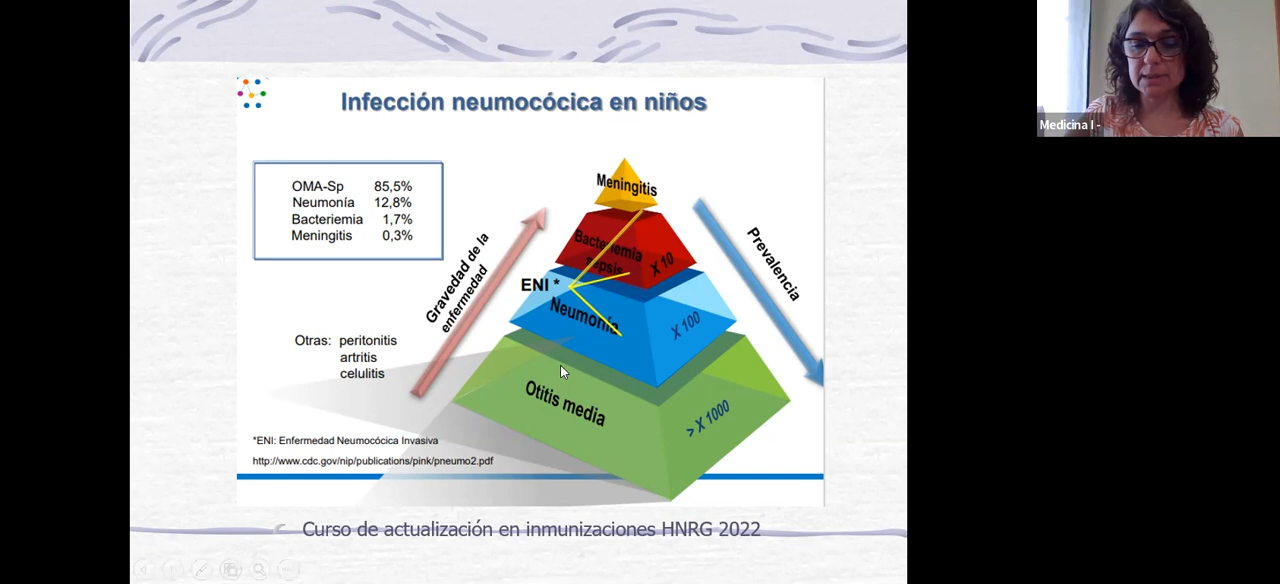 Infección neumocócica en niños
OMA-Sp 85,5%
Neumonía 12,8%
Bacteriemia 1,7%
Meningitis 0,3%
Gravedad de la
enfermedad
Otras: peritonitis
artritis
celulitis
Meningitis
Bacteriemia
sepsis
X 10
ENI *
Neumonía
X 100
Otitis media
> X 1000
Prevalencia
*ENI: Enfermedad Neumocócica Invasiva
http://www.cdc.gov/nip/publications/pink/pneumo2.pdf
Curso de actualización en inmunizaciones HNRG 2022
Medicina I -